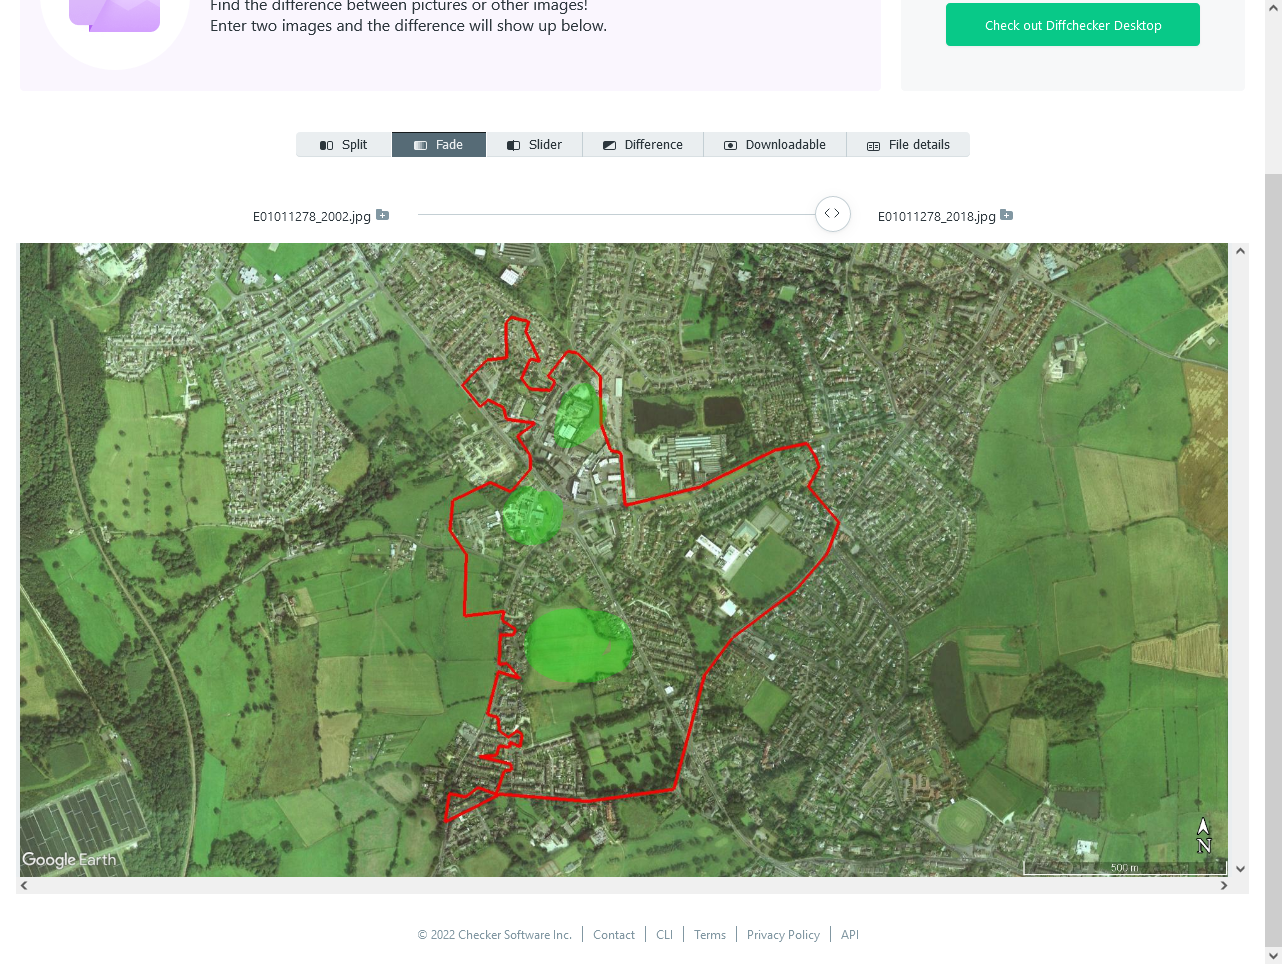 Find the difference between pictures or other images!
Enter two images and the difference will show up below.
Check out Diffchecker Desktop
Split
Fade
Slider
Difference
Downloadable
File details
E01011278_2002.jpg
E01011278_2018.jpg
Google Earth
N
500 m
© 2022 Checker Software Inc.
Contact
CLI
Terms
Privacy Policy
API